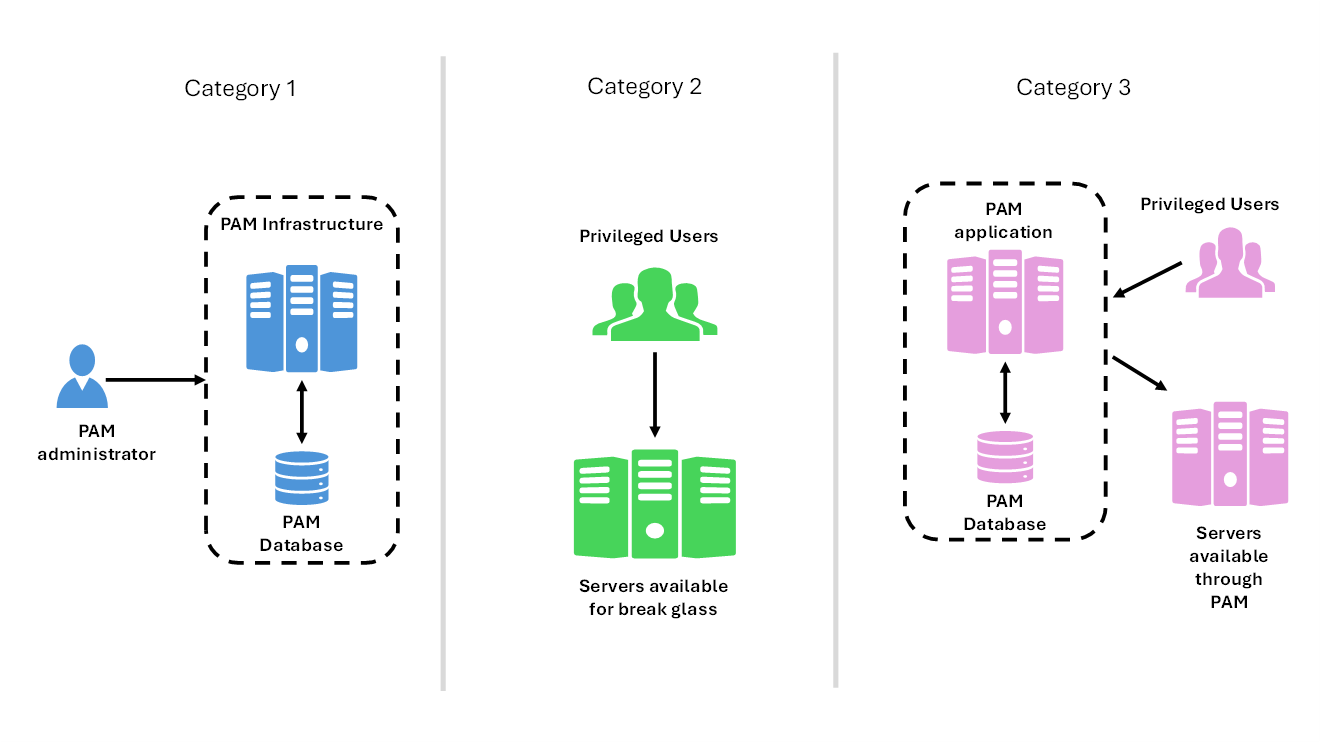 Category 1
PAM Infrastructure
PAM
administrator
PAM
Database
Category 2
Privileged Users
Servers available
for break glass
Category 3
PAM
application
Privileged Users
PAM
Database
Servers
available
through
PAM